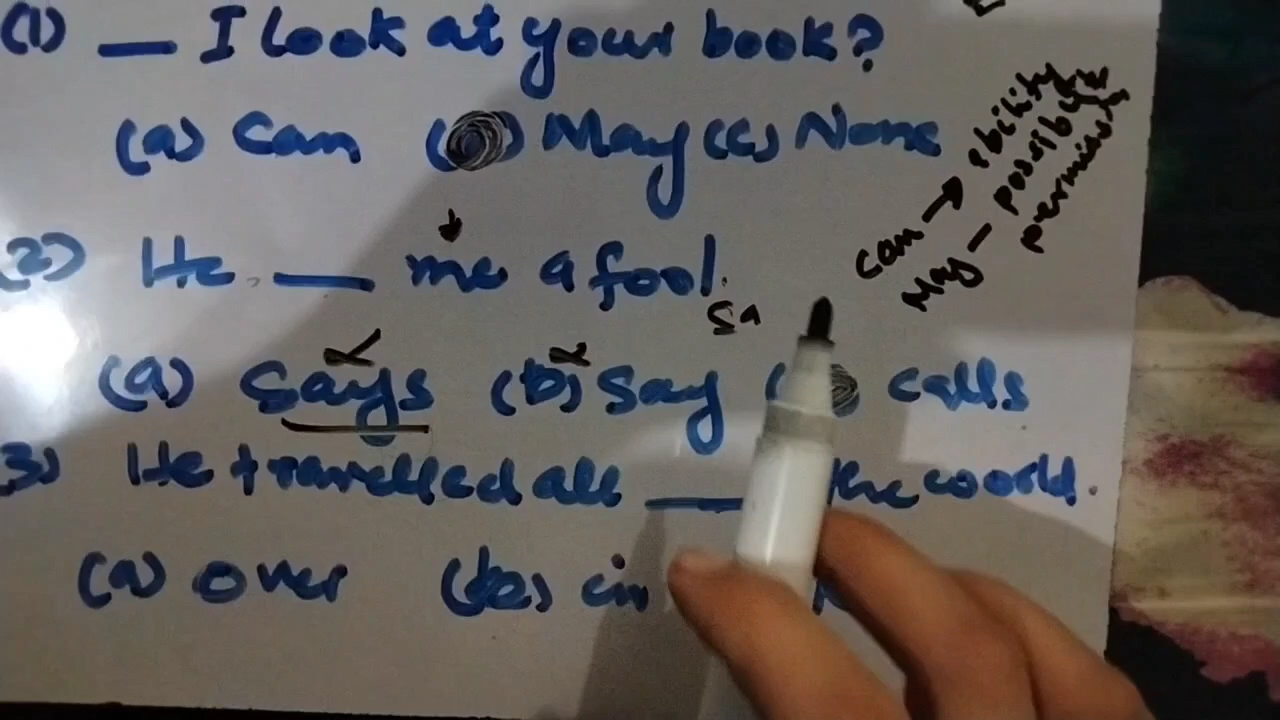 (1) __ I look at your book?
(a) Can ( ) May (c) None
can → ability
May - possibility
permission
(2) He __ me a fool.
sa
(a) says (b) say ( ) calls
3) He travelled all __ the world.
(a) over (b) in